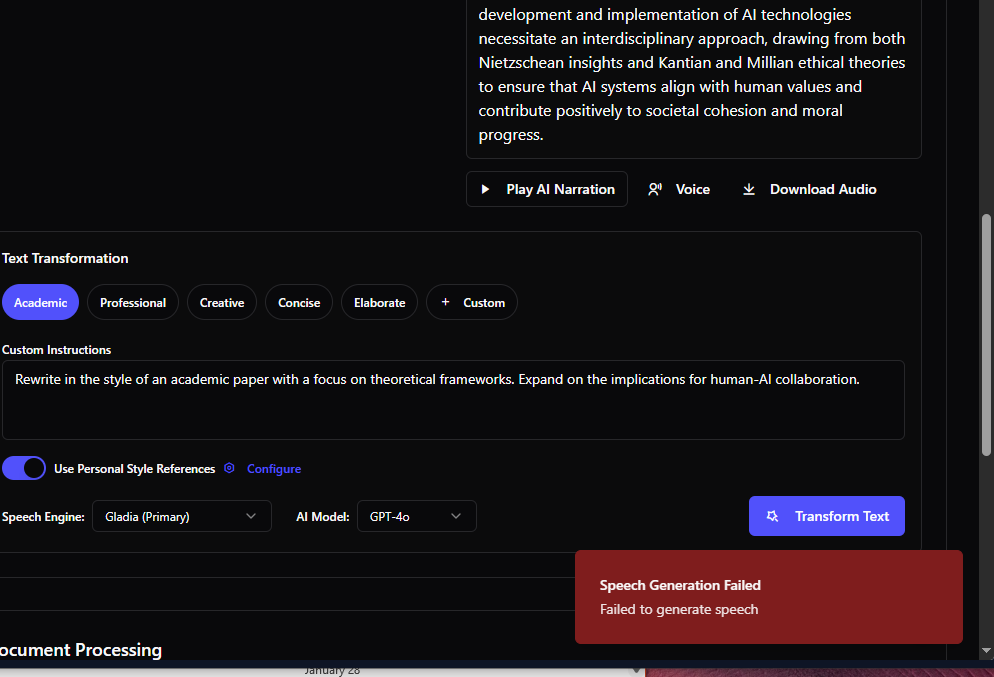 development and implementation of AI technologies
necessitate an interdisciplinary approach, drawing from both
Nietzschean insights and Kantian and Millian ethical theories
to ensure that AI systems align with human values and
contribute positively to societal cohesion and moral
progress.
Play AI Narration Voice Download Audio
Text Transformation
Academic Professional Creative Concise Elaborate + Custom
Custom Instructions
Rewrite in the style of an academic paper with a focus on theoretical frameworks. Expand on the implications for human-AI collaboration.
Use Personal Style References Configure
Speech Engine: Gladia (Primary) AI Model: GPT-4o Transform Text
Speech Generation Failed
Failed to generate speech
ocument Processing
January 28